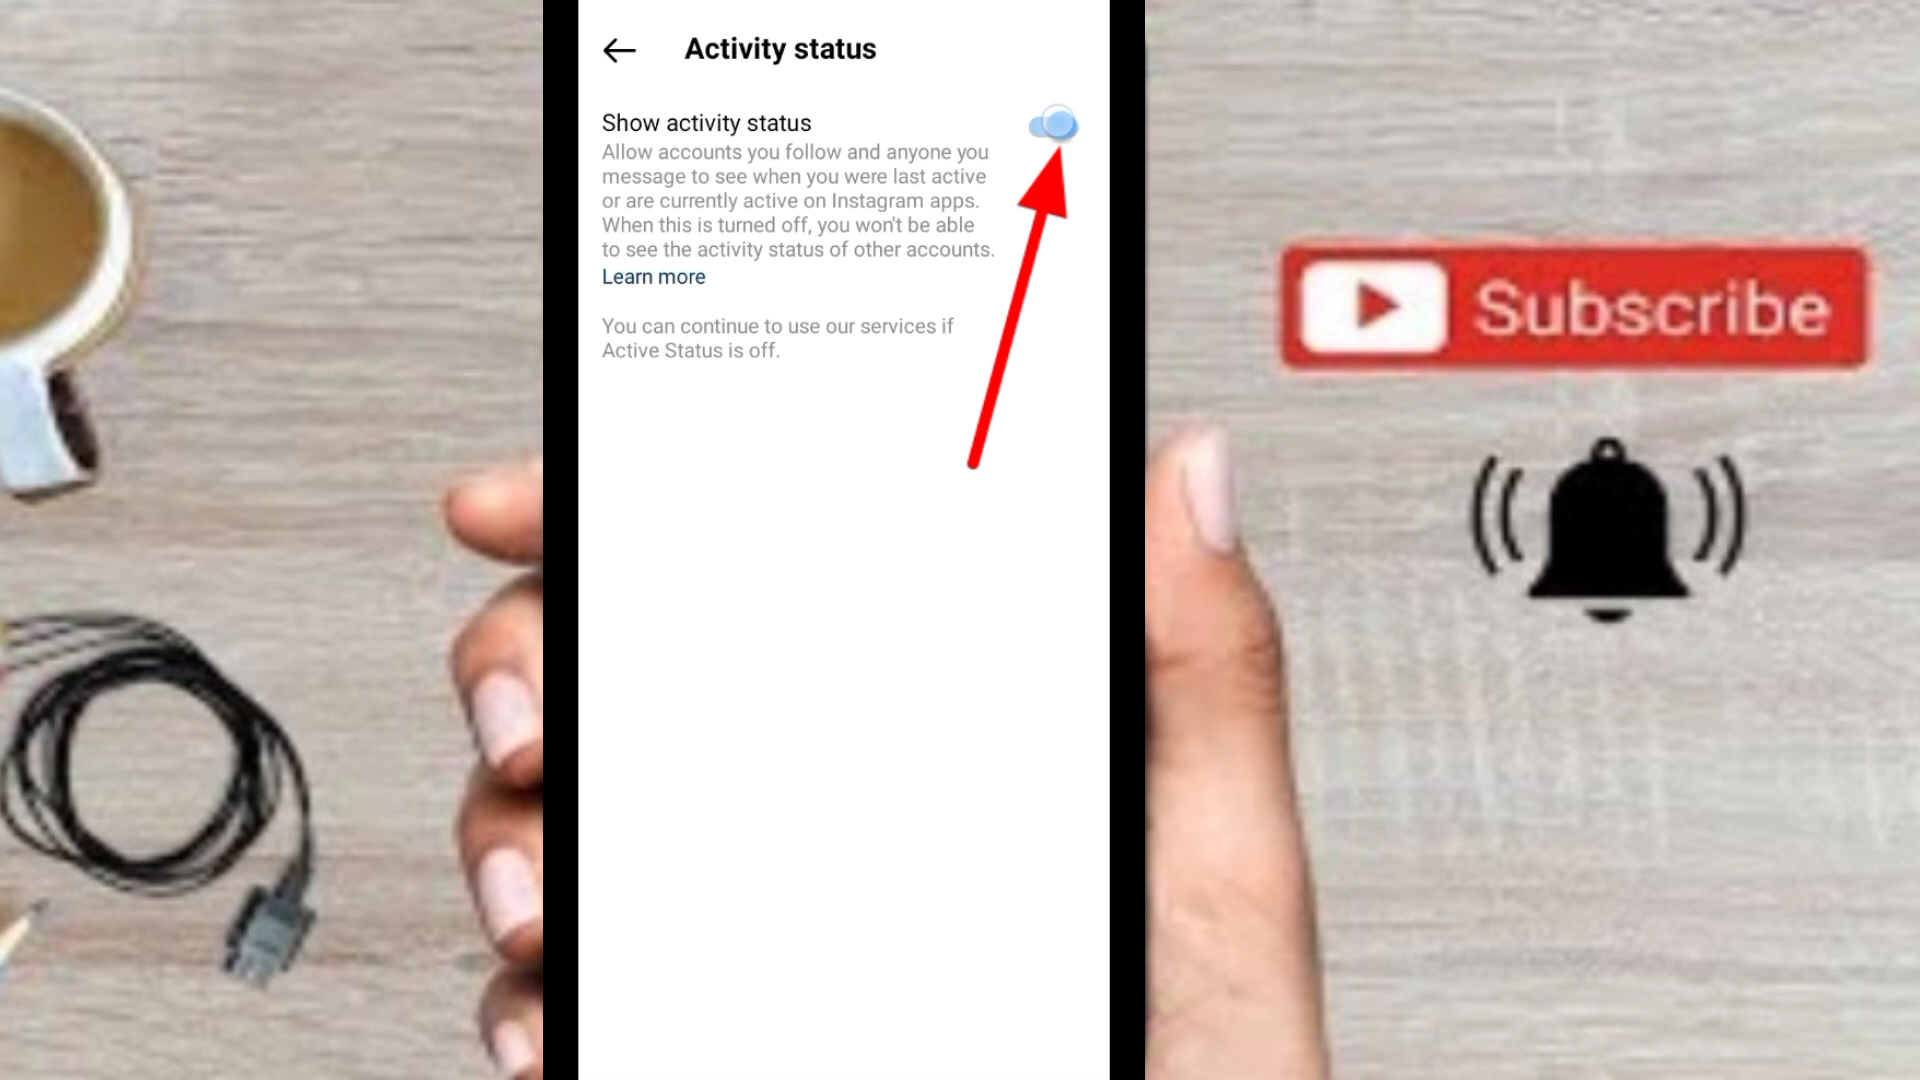 Activity status
Show activity status
Allow accounts you follow and anyone you
message to see when you were last active
or are currently active on Instagram apps.
When this is turned off, you won't be able
to see the activity status of other accounts.
Learn more
You can continue to use our services if
Active Status is off.
Subscribe